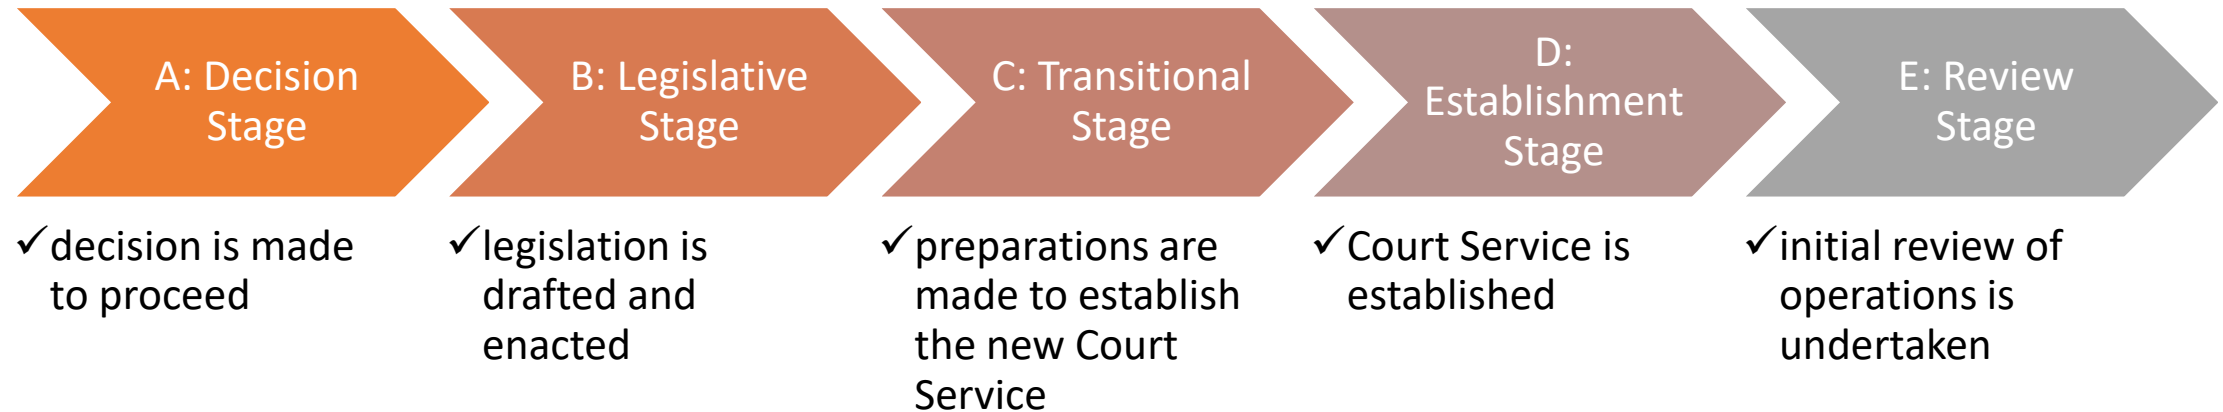 A: Decision
Stage
B: Legislative
Stage
C: Transitional
Stage
D:
Establishment
Stage
E: Review
Stage
✓decision is made
to proceed
✓legislation is
drafted and
enacted
✓preparations are
made to establish
the new Court
Service
✓Court Service is
established
✓initial review of
operations is
undertaken